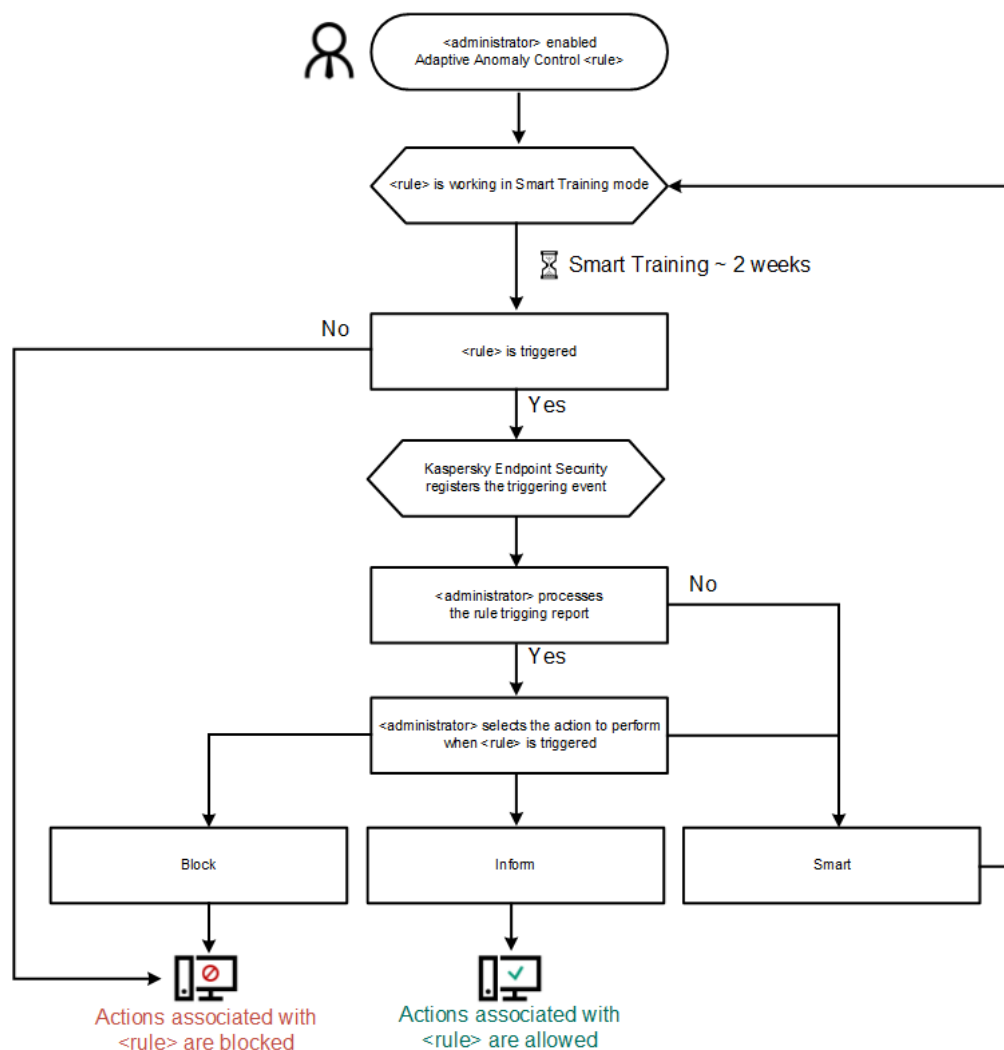 <administrator> enabled
Adaptive Anomaly Control <rule>
<rule> is working in Smart Training mode
Smart Training ~ 2 weeks
No
<rule> is triggered
Yes
Kaspersky Endpoint Security
registers the triggering event
<administrator> processes
the rule trigging report
No
Yes
<administrator> selects the action to perform
when <rule> is triggered
Block
Inform
Smart
Actions associated with
<rule> are blocked
Actions associated with
<rule> are allowed